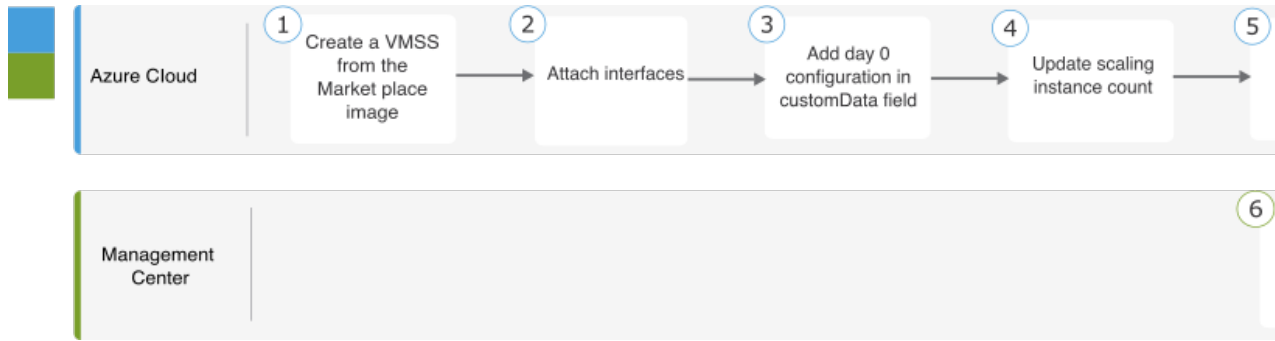 1
Create a VMSS
from the
Market place
image
2
Attach interfaces
3
Add day 0
configuration in
customData field
4
Update scaling
instance count
5
Azure Cloud
6
Management
Center